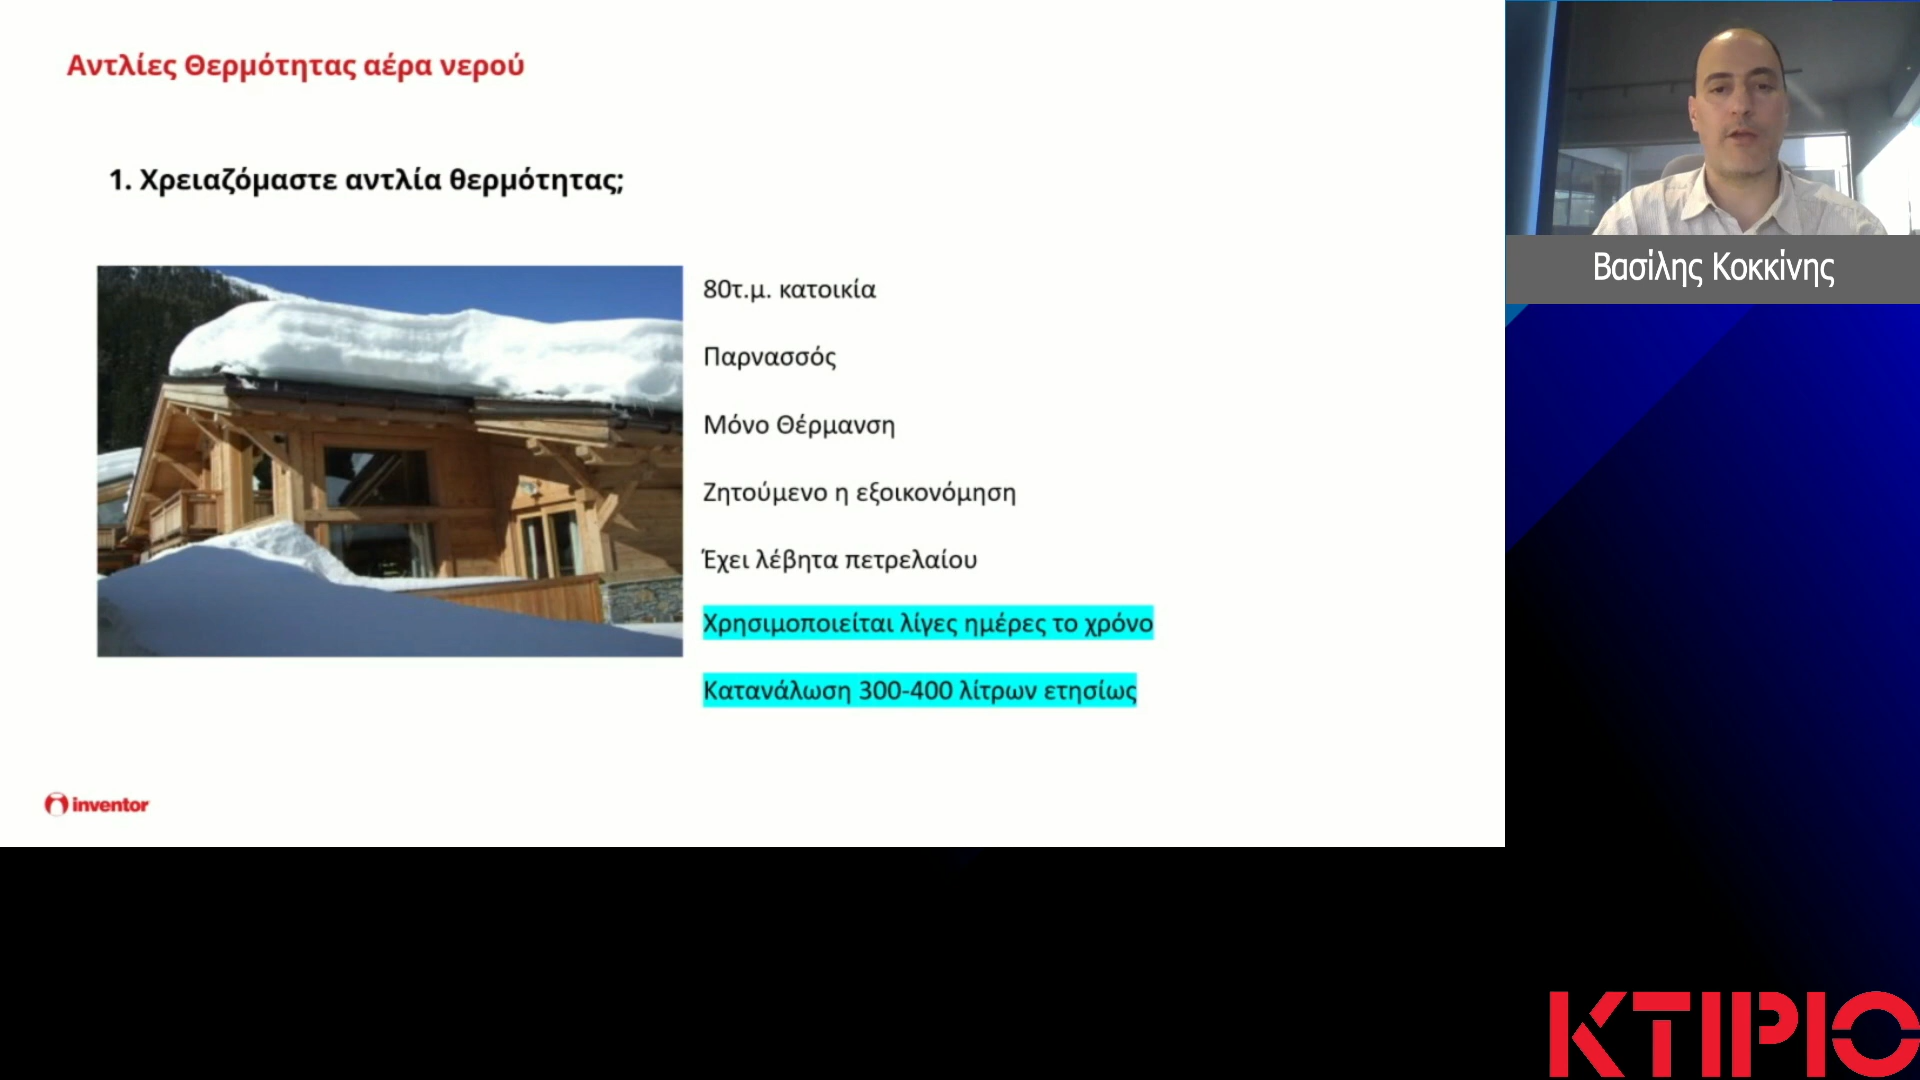 Αντλίες Θερμότητας αέρα νερού
1. Χρειαζόμαστε αντλία θερμότητας;
80τ.μ. κατοικία
Παρνασσός
Μόνο Θέρμανση
Ζητούμενο η εξοικονόμηση
Έχει λέβητα πετρελαίου
Χρησιμοποιείται λίγες ημέρες το χρόνο
Κατανάλωση 300-400 λίτρων ετησίως
inventor
Βασίλης Κοκκίνης
ΚΤΙΡΙΟ